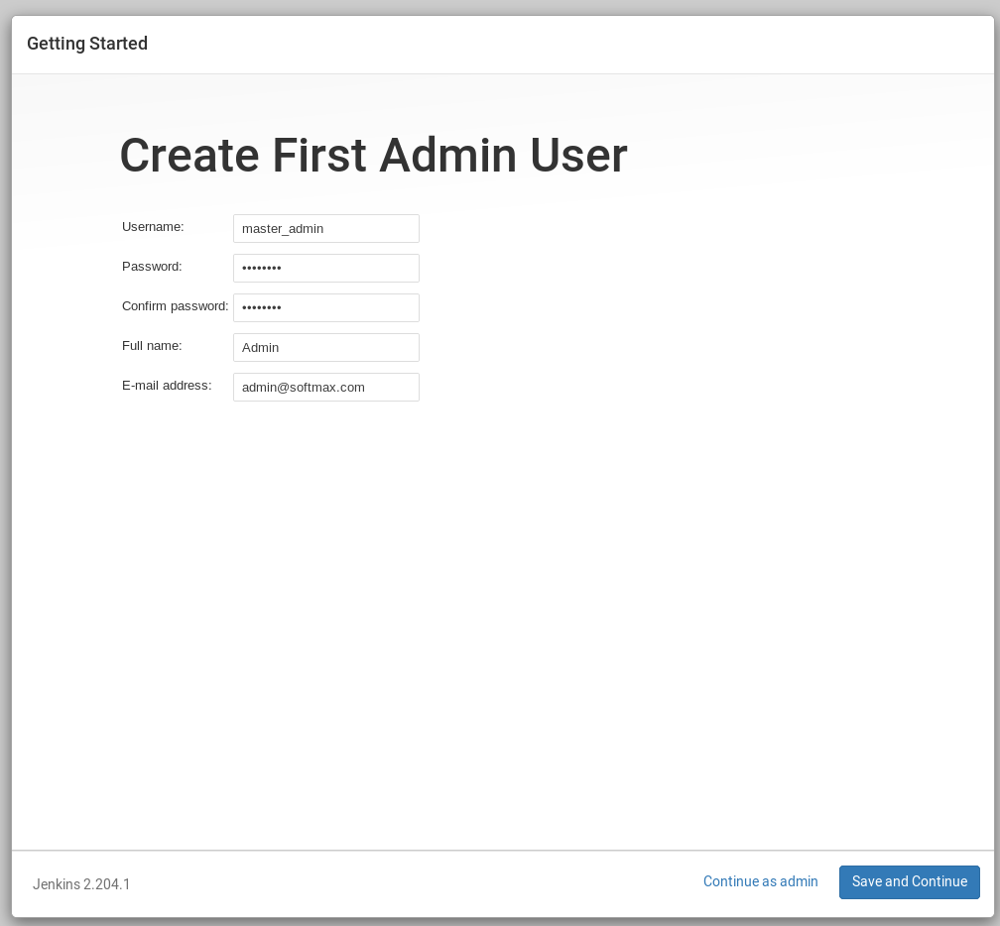 Getting Started
Create First Admin User
Username: master_admin
Password: ••••••••
Confirm password: ••••••••
Full name: Admin
E-mail address: admin@softmax.com
Jenkins 2.204.1 Continue as admin Save and Continue